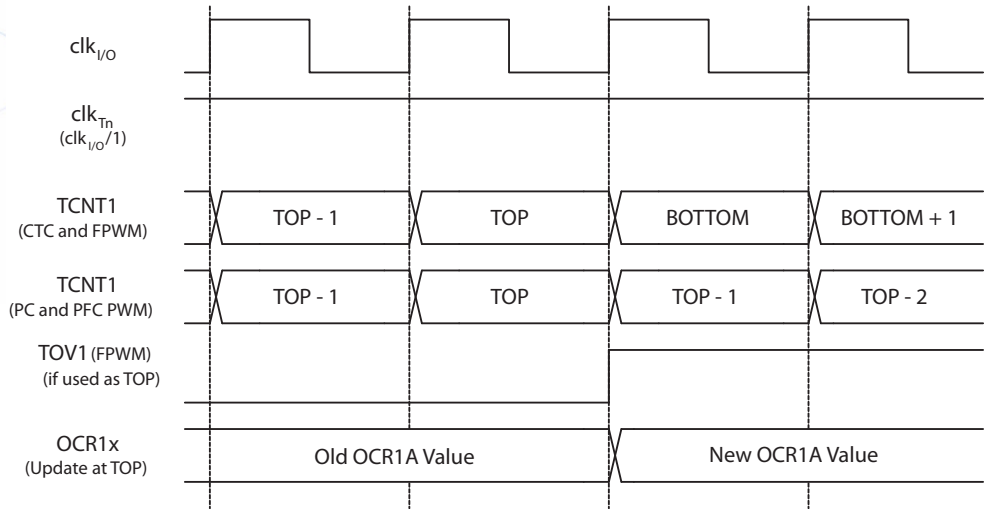 clkI/O
clkTn
(clkI/O/1)
TCNT1
(CTC and FPWM)
TOP - 1 TOP BOTTOM BOTTOM + 1
TCNT1
(PC and PFC PWM)
TOP - 1 TOP TOP - 1 TOP - 2
TOV1 (FPWM)
(if used as TOP)
OCR1x
(Update at TOP)
Old OCR1A Value New OCR1A Value